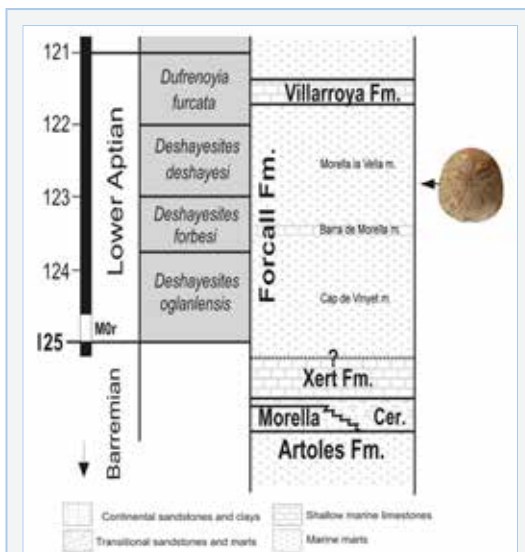 121
122
123
124
125
M0r
Lower Aptian
Barremian
Dufrenoyia
furcata
Deshayesites
deshayesi
Deshayesites
forbesi
Deshayesites
oglanlensis
Forcall Fm.
Villarroya Fm.
Morella la Vella m.
Barra de Morella m.
Cap de Vinyet m.
?
Xert Fm.
Morella Cer.
Artoles Fm.
Continental sandstones and clays
Shallow marine limestones
Transitional sandstones and marls
Marine marls